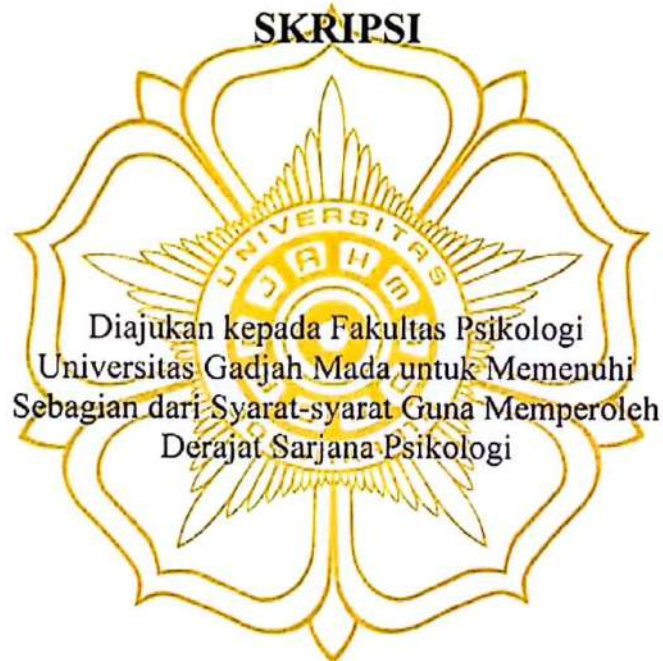 SKRIPSI
UNIVERSITAS
Diajukan kepada Fakultas Psikologi
Universitas Gadjah Mada untuk Memenuhi
Sebagian dari Syarat-syarat Guna Memperoleh
Derajat Sarjana Psikologi